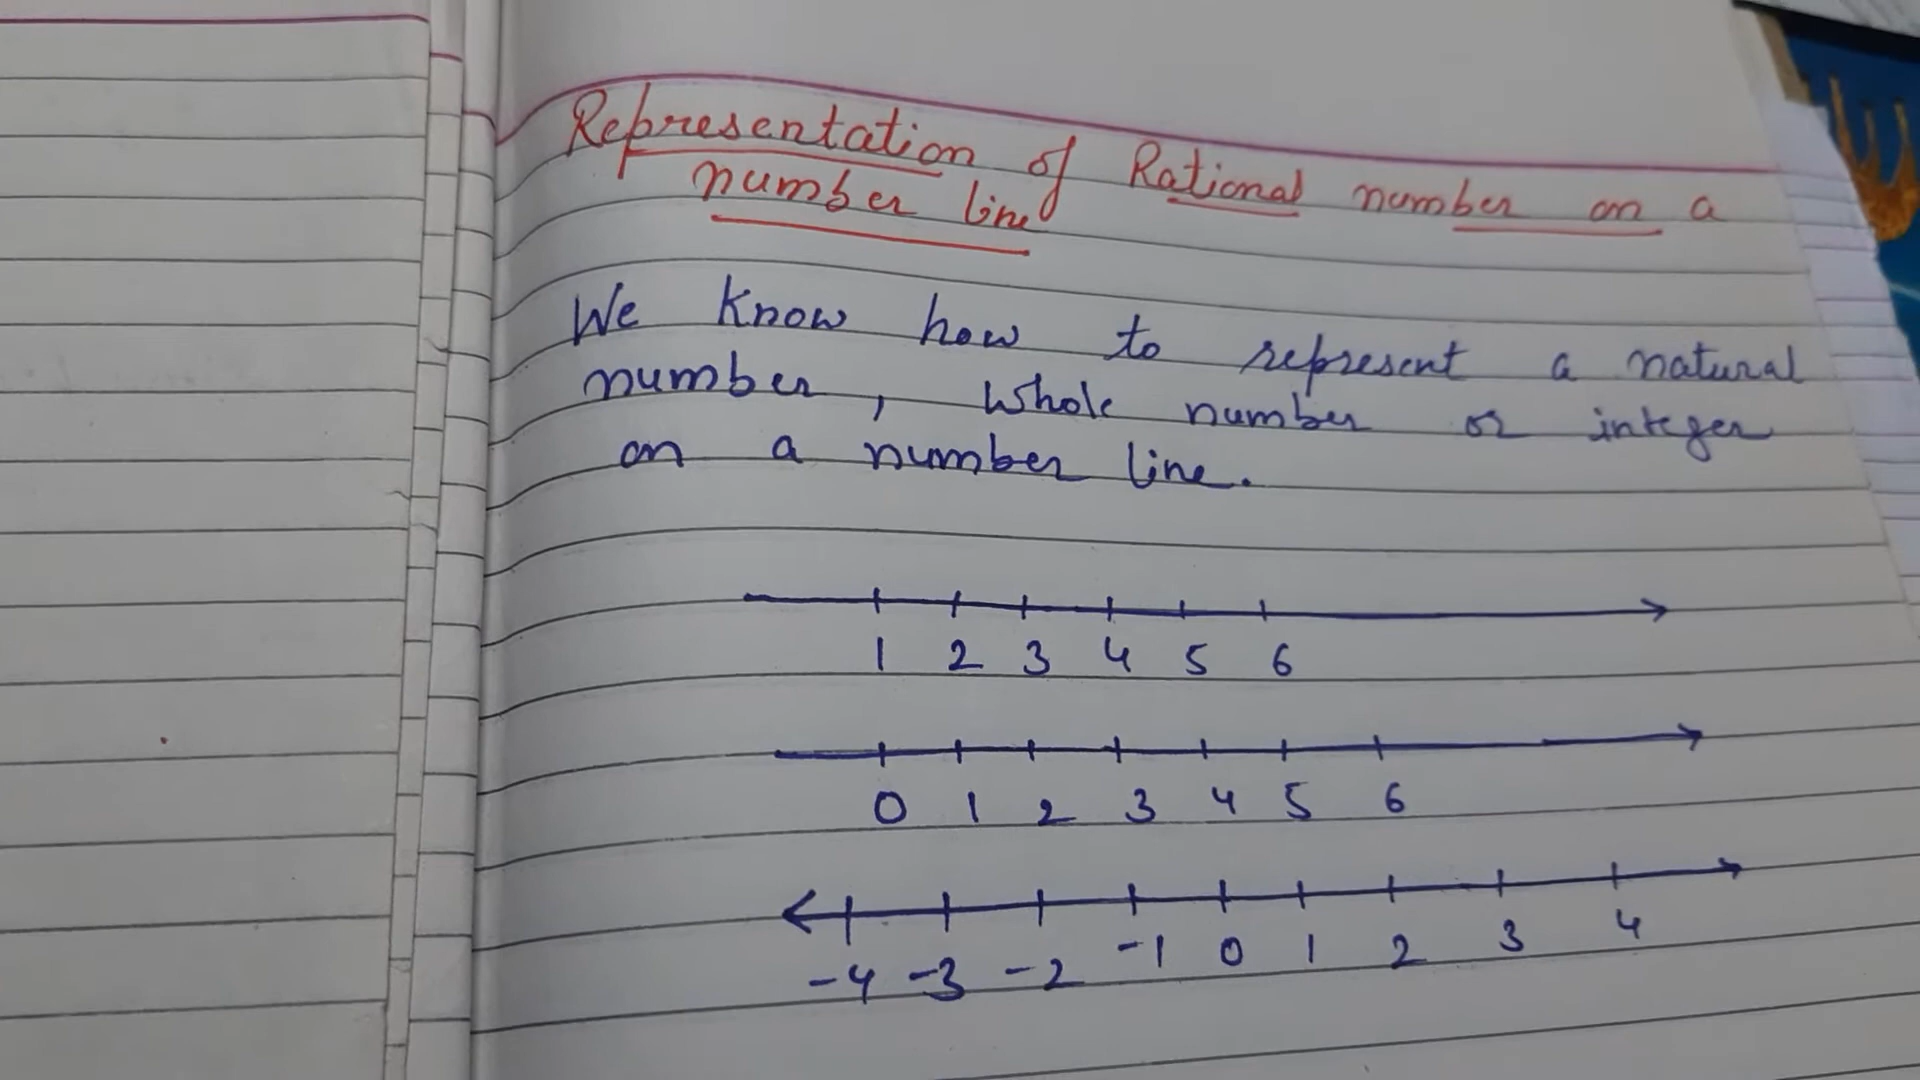 Representation of Rational number on a
number line
We know how to represent a natural
number, whole number or integer
on a number line.
1 2 3 4 5 6
0 1 2 3 4 5 6
-4 -3 -2 -1 0 1 2 3 4